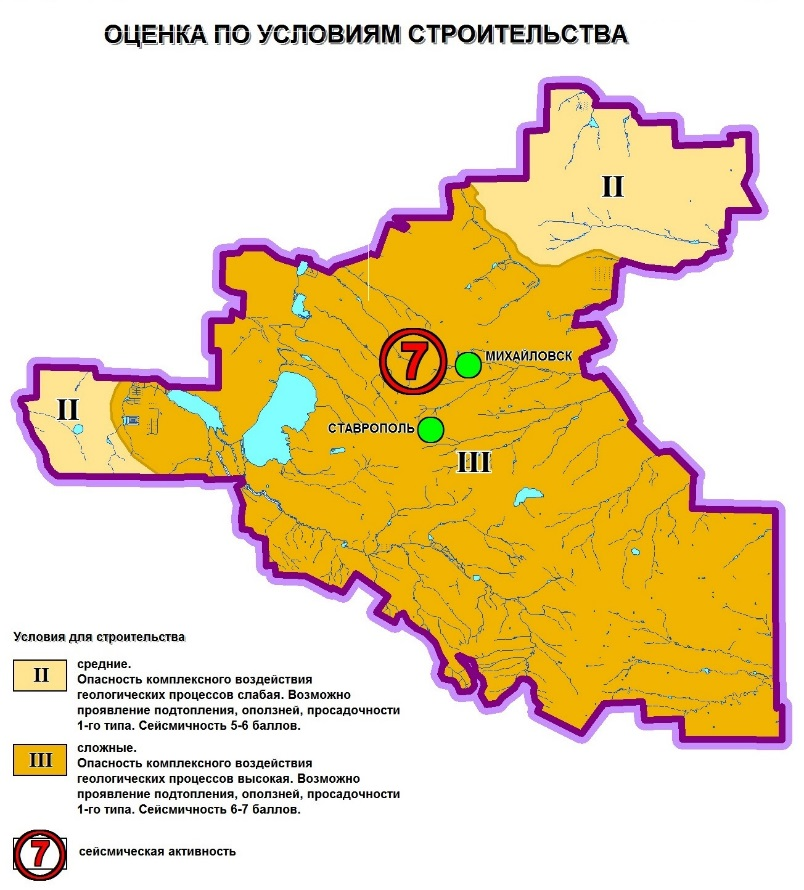 ОЦЕНКА ПО УСЛОВИЯМ СТРОИТЕЛЬСТВА
II
7
МИХАЙЛОВСК
II
СТАВРОПОЛЬ
III
Условия для строительства
II
средние.
Опасность комплексного воздействия
геологических процессов слабая. Возможно
проявление подтопления, оползней, просадочности
1-го типа. Сейсмичность 5-6 баллов.
III
сложные.
Опасность комплексного воздействия
геологических процессов высокая. Возможно
проявление подтопления, оползней, просадочности
1-го типа. Сейсмичность 6-7 баллов.
7
сейсмическая активность